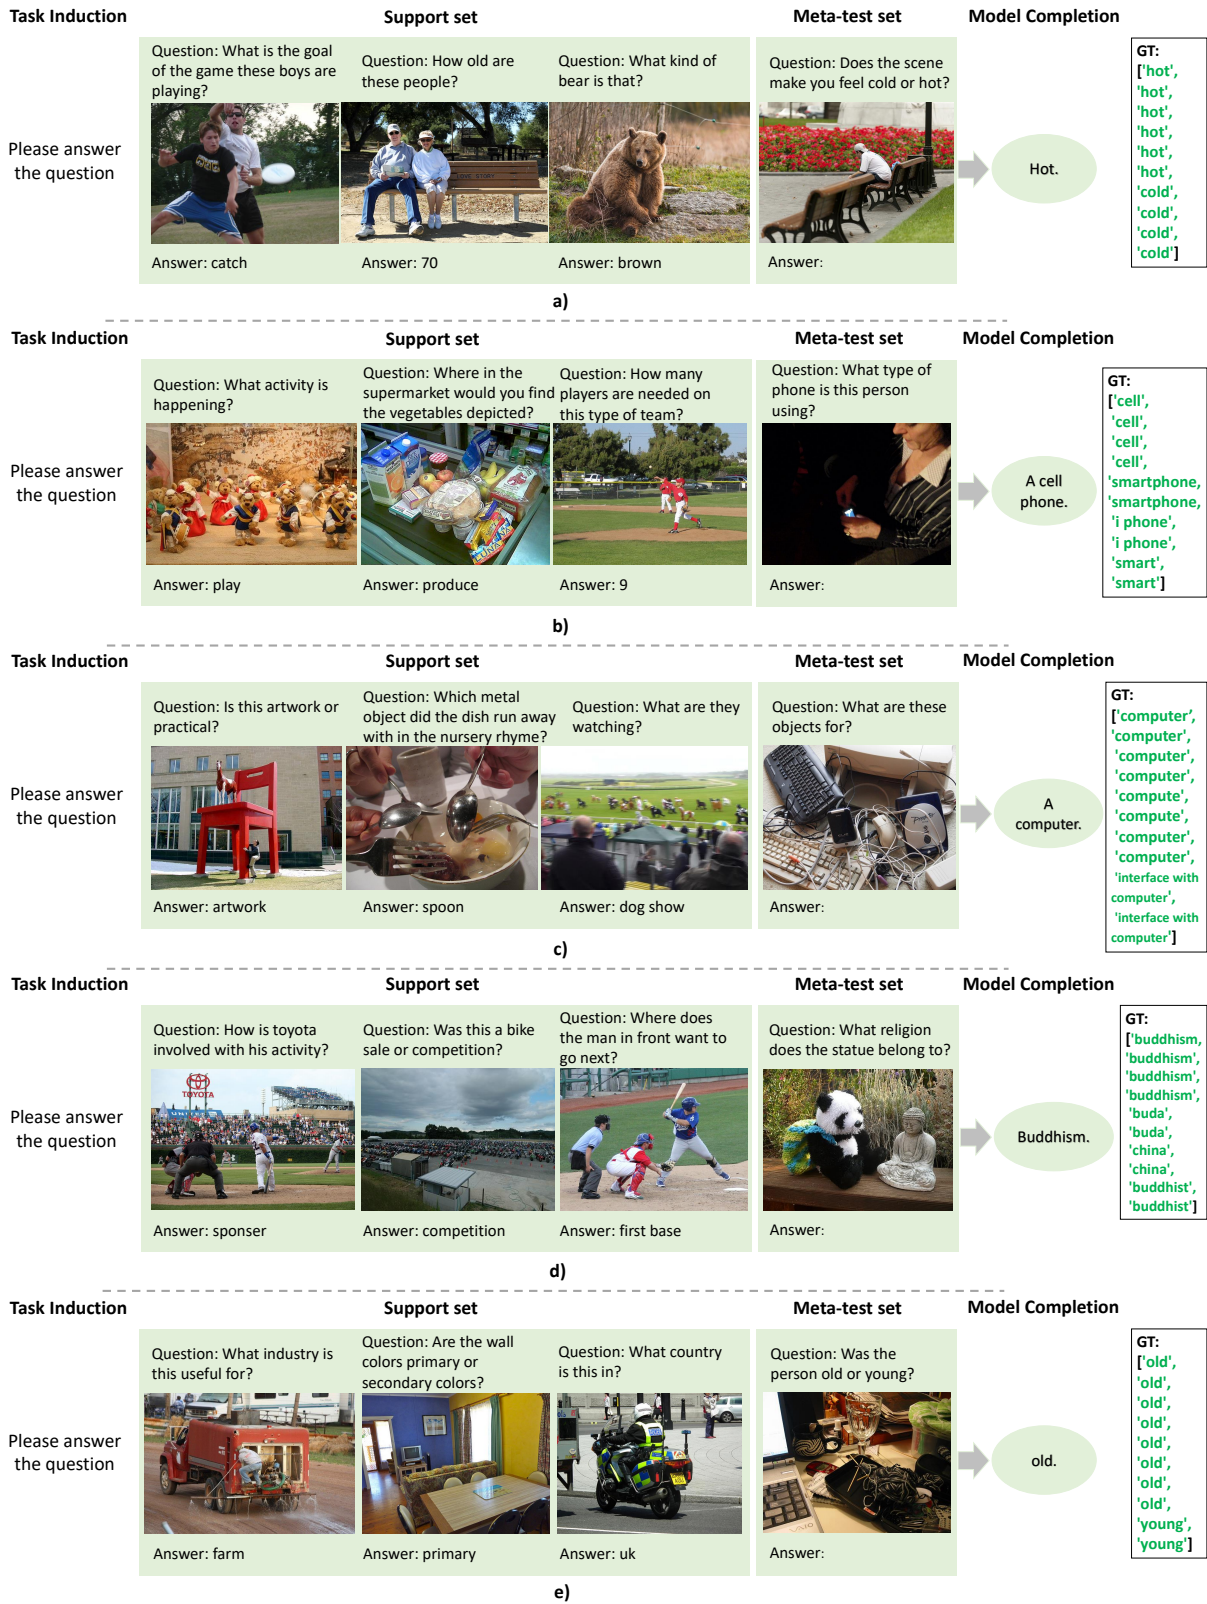 Task Induction
Support set
Meta-test set
Model Completion
Question: What is the goal
of the game these boys are
playing?
Question: How old are
these people?
Question: What kind of
bear is that?
Question: Does the scene
make you feel cold or hot?
Please answer
the question
LOVE STORY
Answer: catch
Answer: 70
Answer: brown
Answer:
Hot.
GT:
['hot',
'hot',
'hot',
'hot',
'hot',
'hot',
'cold',
'cold',
'cold',
'cold']
a)
Task Induction
Support set
Meta-test set
Model Completion
Question: What activity is
happening?
Question: Where in the
supermarket would you find
the vegetables depicted?
Question: How many
players are needed on
this type of team?
Question: What type of
phone is this person
using?
Please answer
the question
LUNA
Answer: play
Answer: produce
Answer: 9
Answer:
A cell
phone.
GT:
['cell',
'cell',
'cell',
'cell',
'smartphone,
'smartphone,
'i phone',
'i phone',
'smart',
'smart']
b)
Task Induction
Support set
Meta-test set
Model Completion
Question: Is this artwork or
practical?
Question: Which metal
object did the dish run away
with in the nursery rhyme?
Question: What are they
watching?
Question: What are these
objects for?
Please answer
the question
Answer: artwork
Answer: spoon
Answer: dog show
Answer:
A
computer.
GT:
['computer',
'computer',
'computer',
'computer',
'compute',
'compute',
'computer',
'computer',
'interface with
computer',
'interface with
computer']
c)
Task Induction
Support set
Meta-test set
Model Completion
Question: How is toyota
involved with his activity?
Question: Was this a bike
sale or competition?
Question: Where does
the man in front want to
go next?
Question: What religion
does the statue belong to?
Please answer
the question
TOYOTA
UNITED
Answer: sponser
Answer: competition
Answer: first base
Answer:
Buddhism.
GT:
['buddhism,
'buddhism',
'buddhism',
'buddhism',
'buda',
'buda',
'china',
'china',
'buddhist',
'buddhist']
d)
Task Induction
Support set
Meta-test set
Model Completion
Question: What industry is
this useful for?
Question: Are the wall
colors primary or
secondary colors?
Question: What country
is this in?
Question: Was the
person old or young?
Please answer
the question
VAIO
Answer: farm
Answer: primary
Answer: uk
Answer:
old.
GT:
['old',
'old',
'old',
'old',
'old',
'old',
'old',
'old',
'young',
'young']
e)